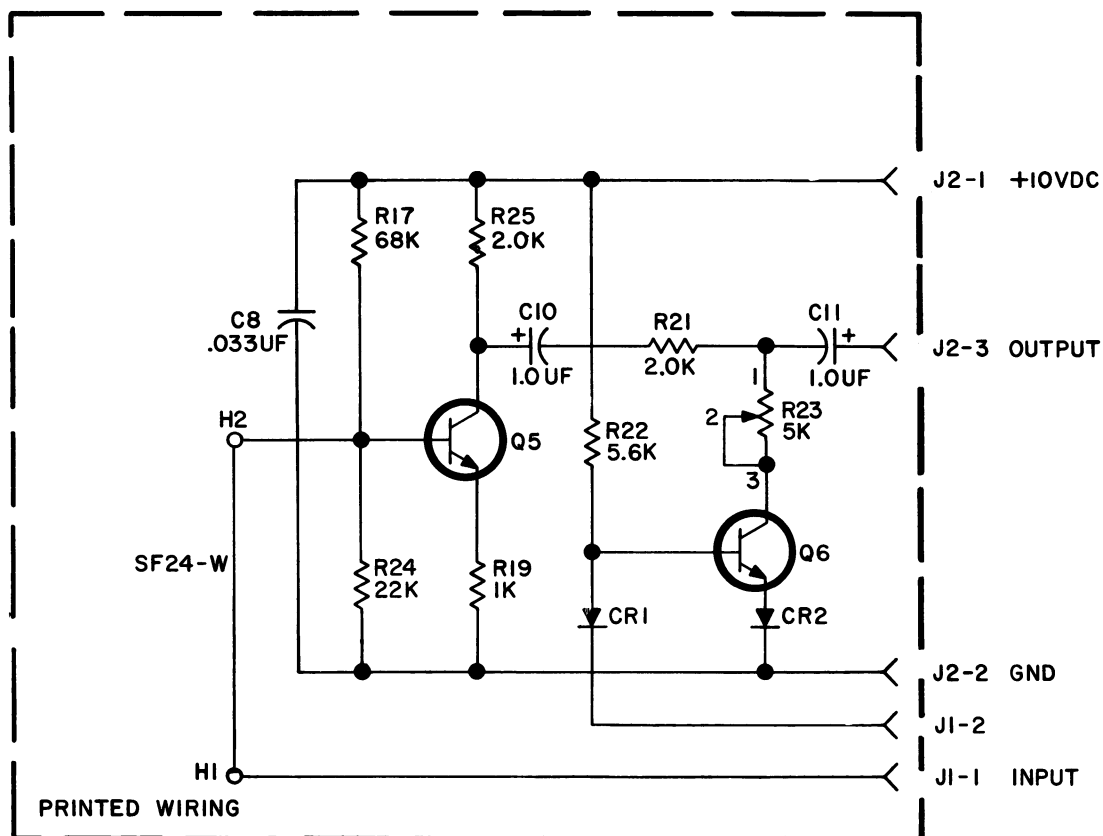 J2-1 +10VDC
R17
68K
R25
2.0K
C8
.033UF
C10
+
1.0UF
R21
2.0K
C11
+
1.0UF
J2-3 OUTPUT
1
2
R23
5K
3
H2
Q5
R22
5.6K
Q6
SF24-W
R24
22K
R19
1K
CR1
CR2
J2-2 GND
J1-2
H1
J1-1 INPUT
PRINTED WIRING